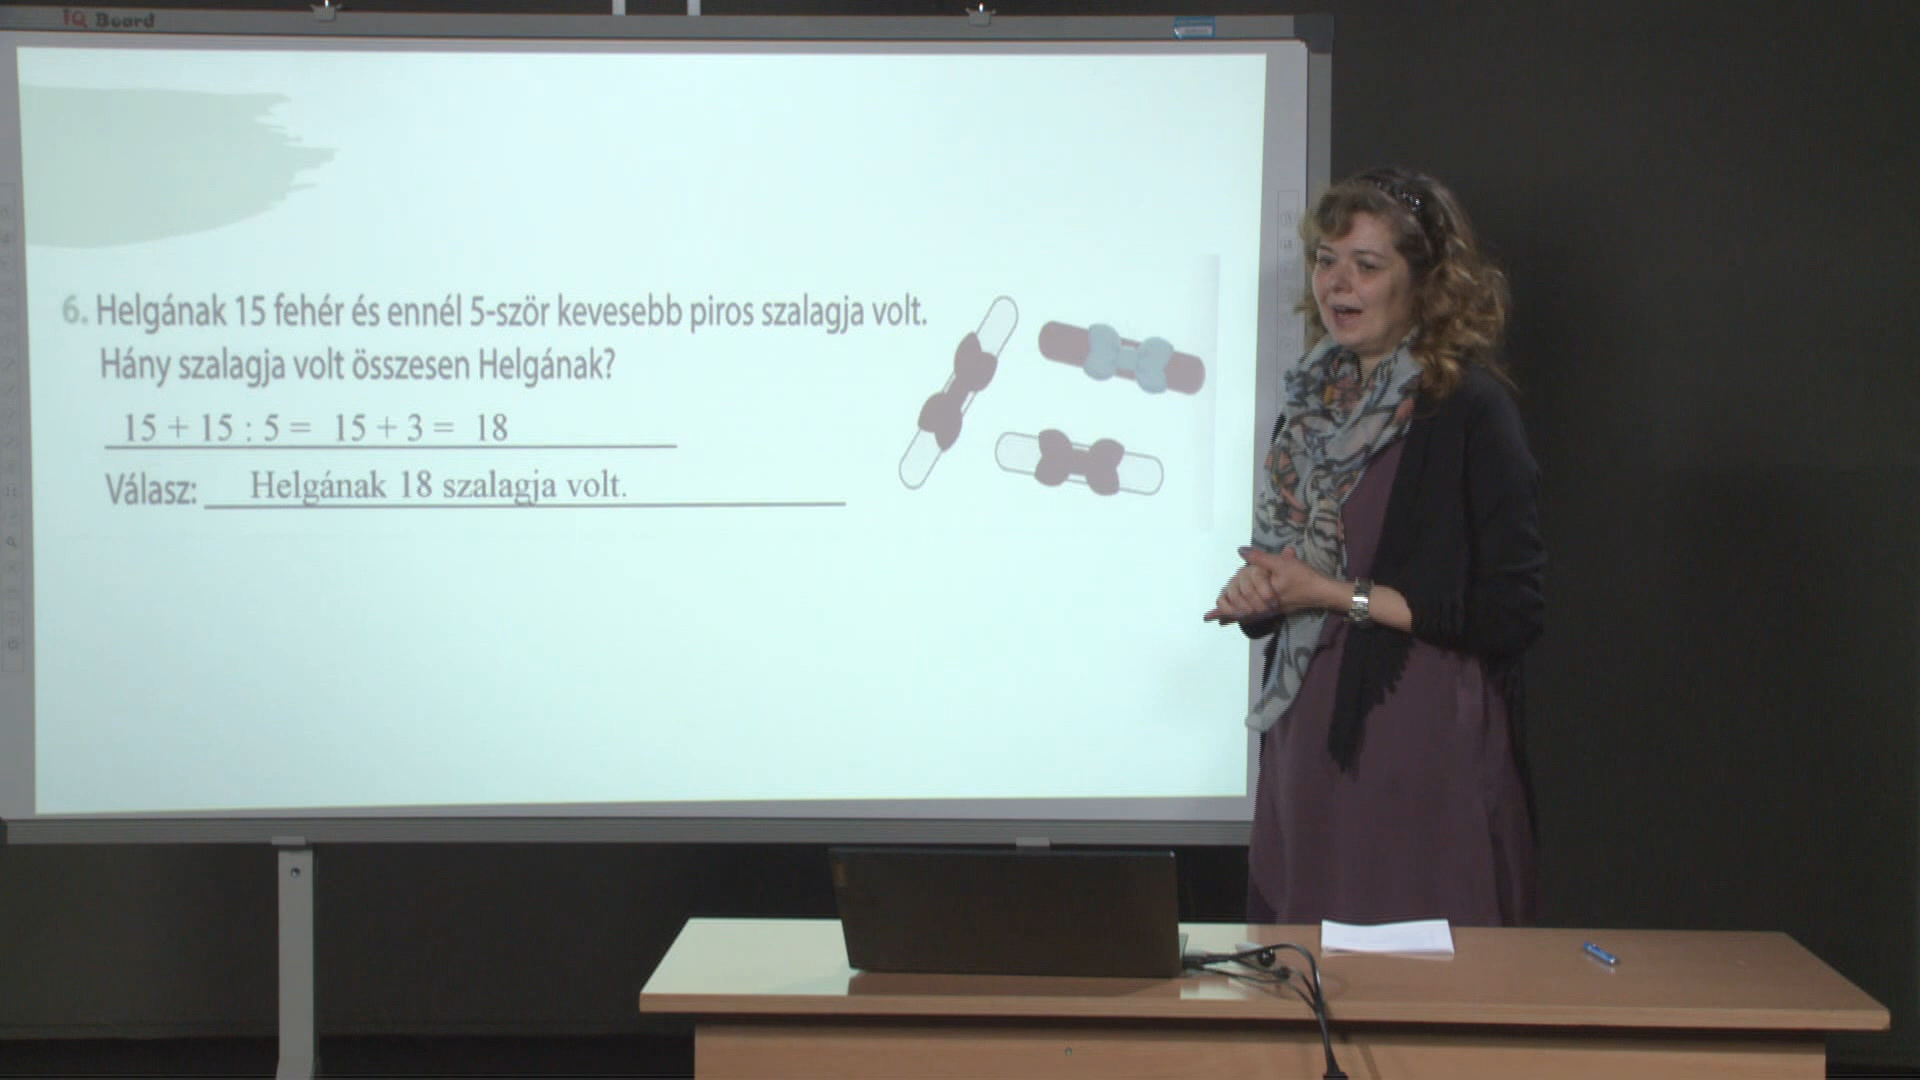 iQ Board
6. Helgának 15 fehér és ennél 5-ször kevesebb piros szalagja volt.
Hány szalagja volt összesen Helgának?
15 + 15 : 5 = 15 + 3 = 18
Válasz: Helgának 18 szalagja volt.